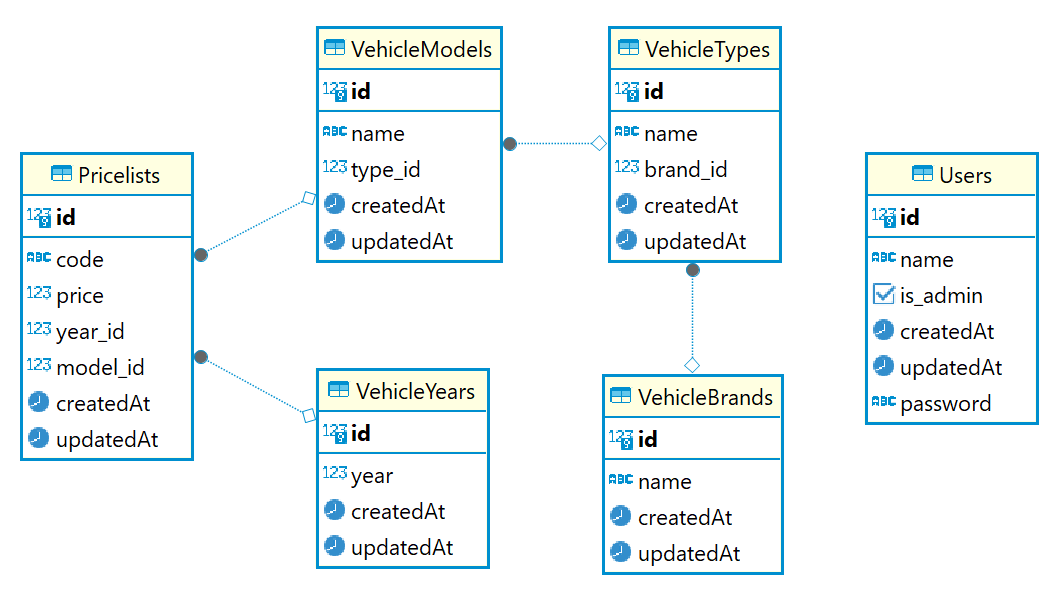 VehicleModels
123 id
ABC name
123 type_id
createdAt
updatedAt
VehicleTypes
123 id
ABC name
123 brand_id
createdAt
updatedAt
Pricelists
123 id
ABC code
123 price
123 year_id
123 model_id
createdAt
updatedAt
Users
123 id
ABC name
is_admin
createdAt
updatedAt
ABC password
VehicleYears
123 id
123 year
createdAt
updatedAt
VehicleBrands
123 id
ABC name
createdAt
updatedAt